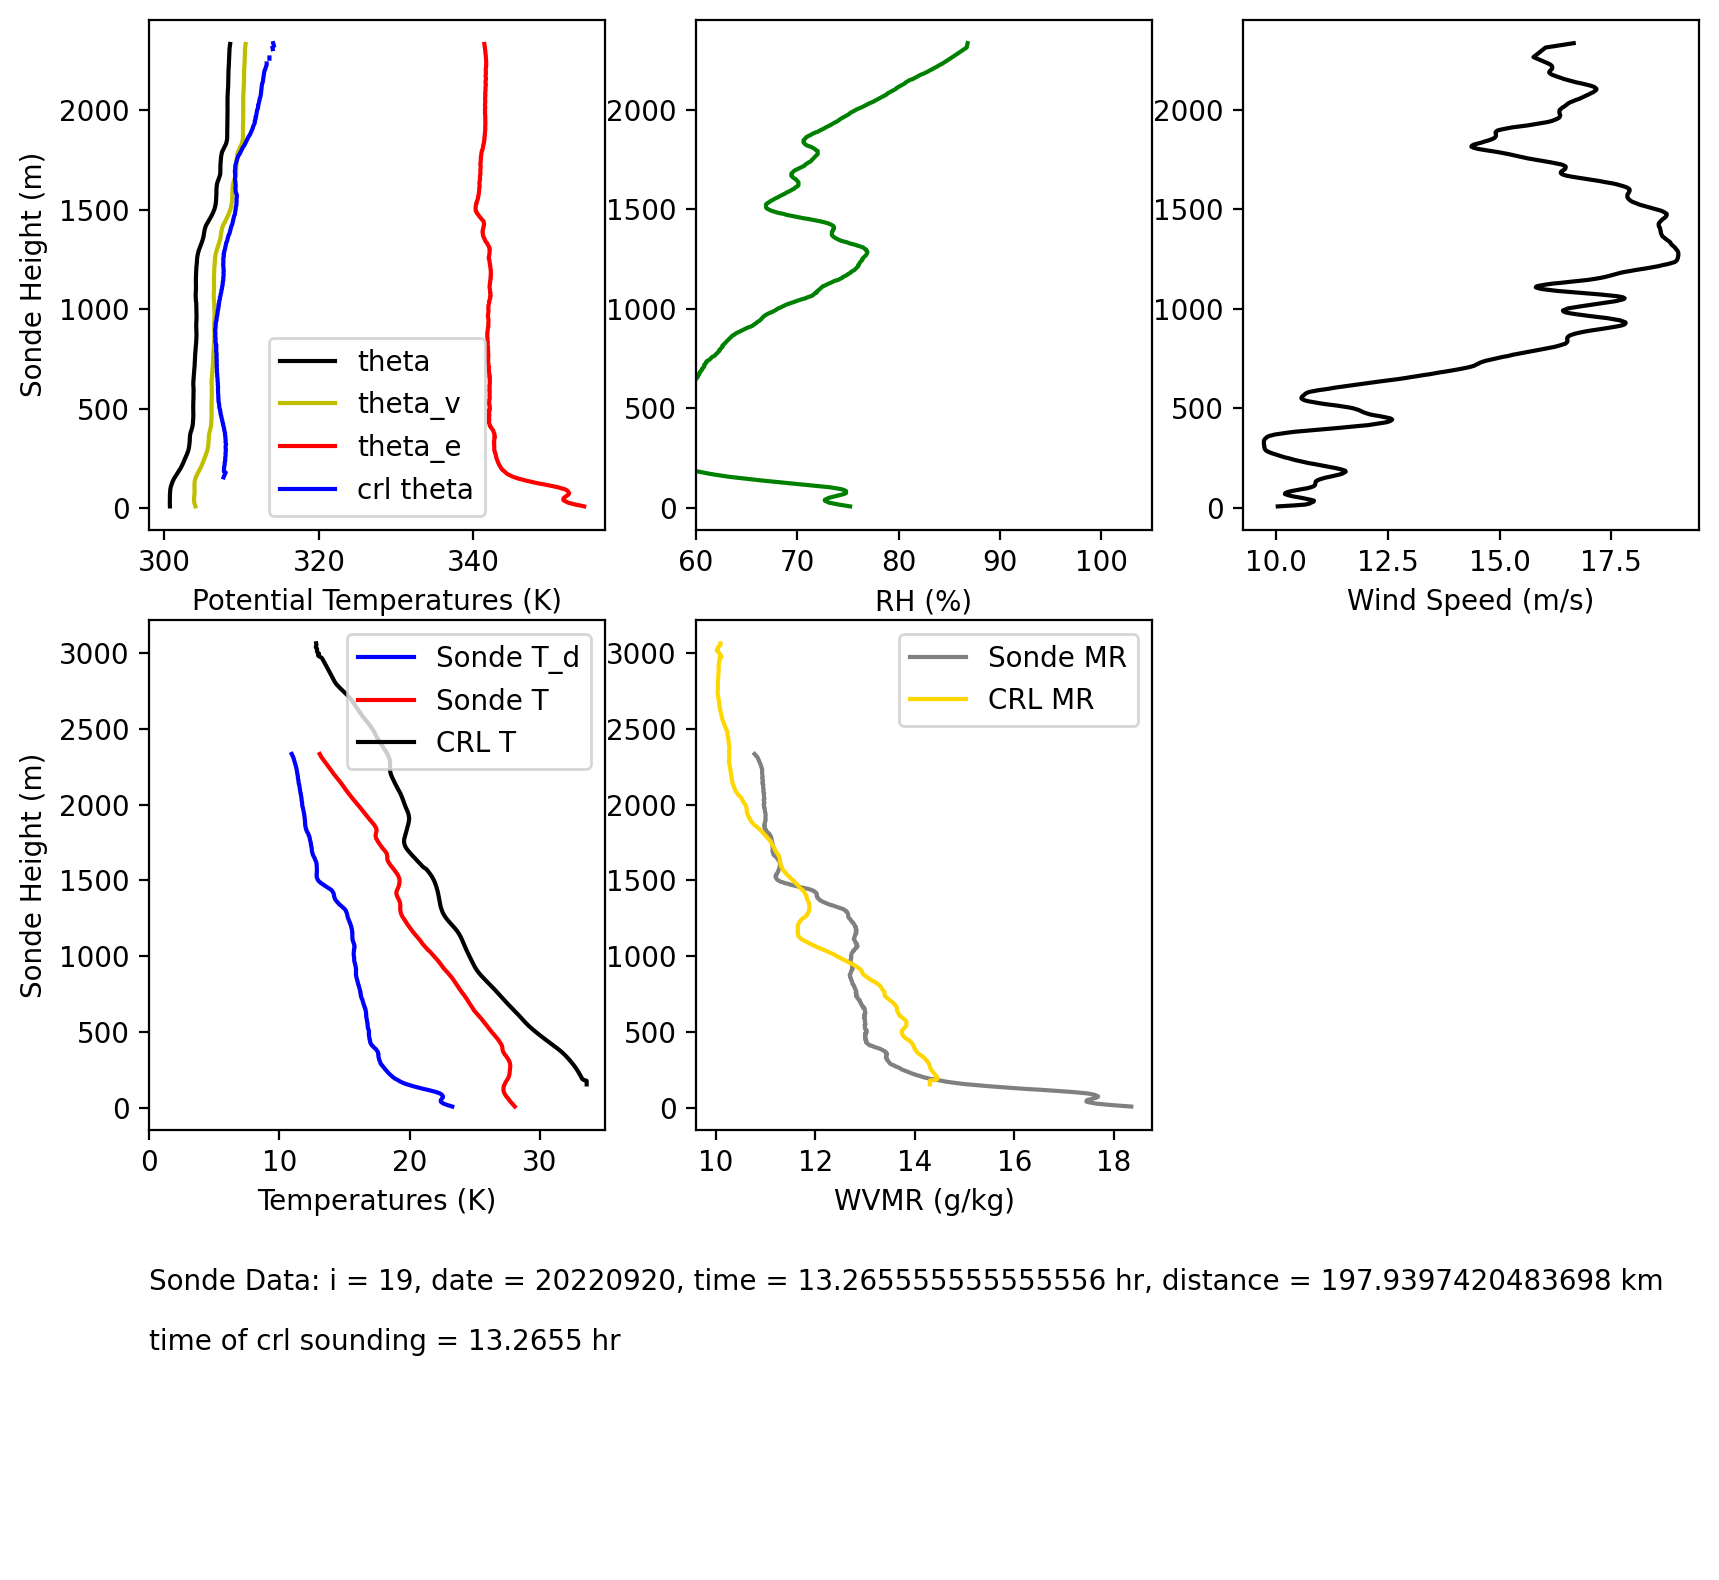 2000
1500
1000
500
0
Sonde Height (m)
theta
theta_v
theta_e
crl theta
300 320 340
Potential Temperatures (K)
2000
1500
1000
500
0
60 70 80 90 100
RH (%)
2000
1500
1000
500
0
10.0 12.5 15.0 17.5
Wind Speed (m/s)
3000
2500
2000
1500
1000
500
0
Sonde Height (m)
Sonde T_d
Sonde T
CRL T
0 10 20 30
Temperatures (K)
3000
2500
2000
1500
1000
500
0
Sonde MR
CRL MR
10 12 14 16 18
WVMR (g/kg)
Sonde Data: i = 19, date = 20220920, time = 13.265555555555556 hr, distance = 197.9397420483698 km
time of crl sounding = 13.2655 hr